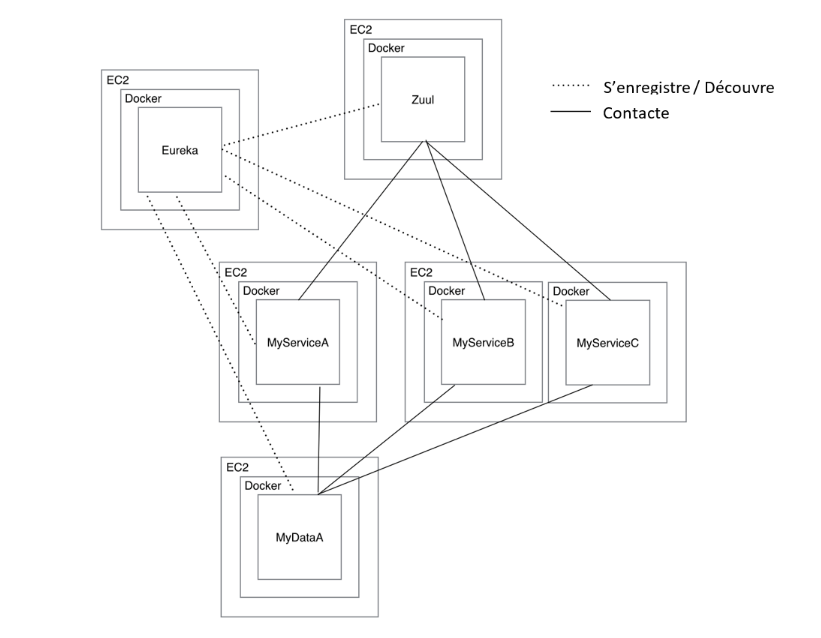 EC2
Docker
Zuul
S'enregistre / Découvre
Contacte
EC2
Docker
Eureka
EC2
Docker
MyServiceA
EC2
Docker
MyServiceB
Docker
MyServiceC
EC2
Docker
MyDataA